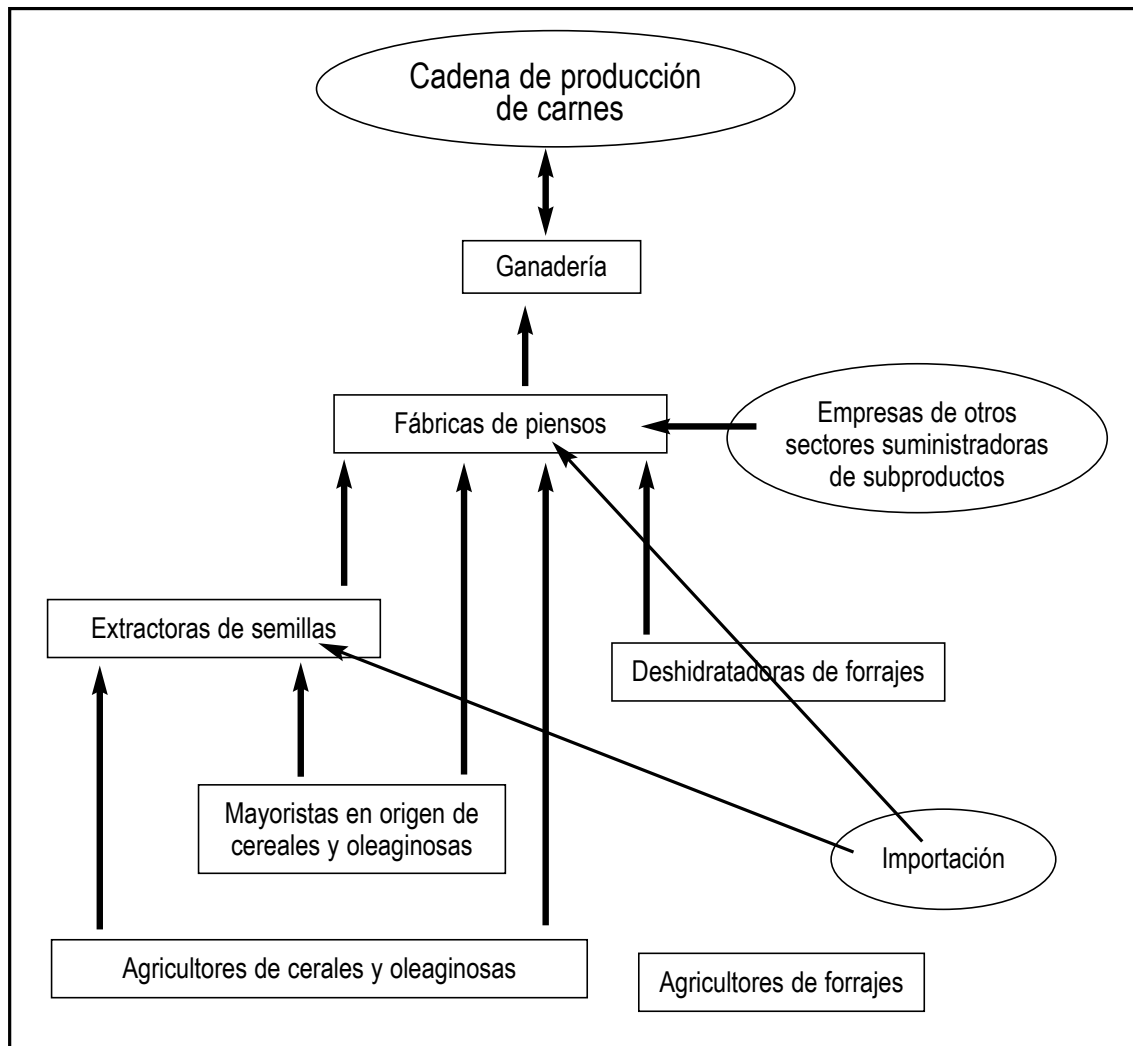 Cadena de producción
de carnes
Ganadería
Fábricas de piensos
Empresas de otros
sectores suministradoras
de subproductos
Extractoras de semillas
Deshidratadoras de forrajes
Mayoristas en origen de
cereales y oleaginosas
Importación
Agricultores de cerales y oleaginosas
Agricultores de forrajes